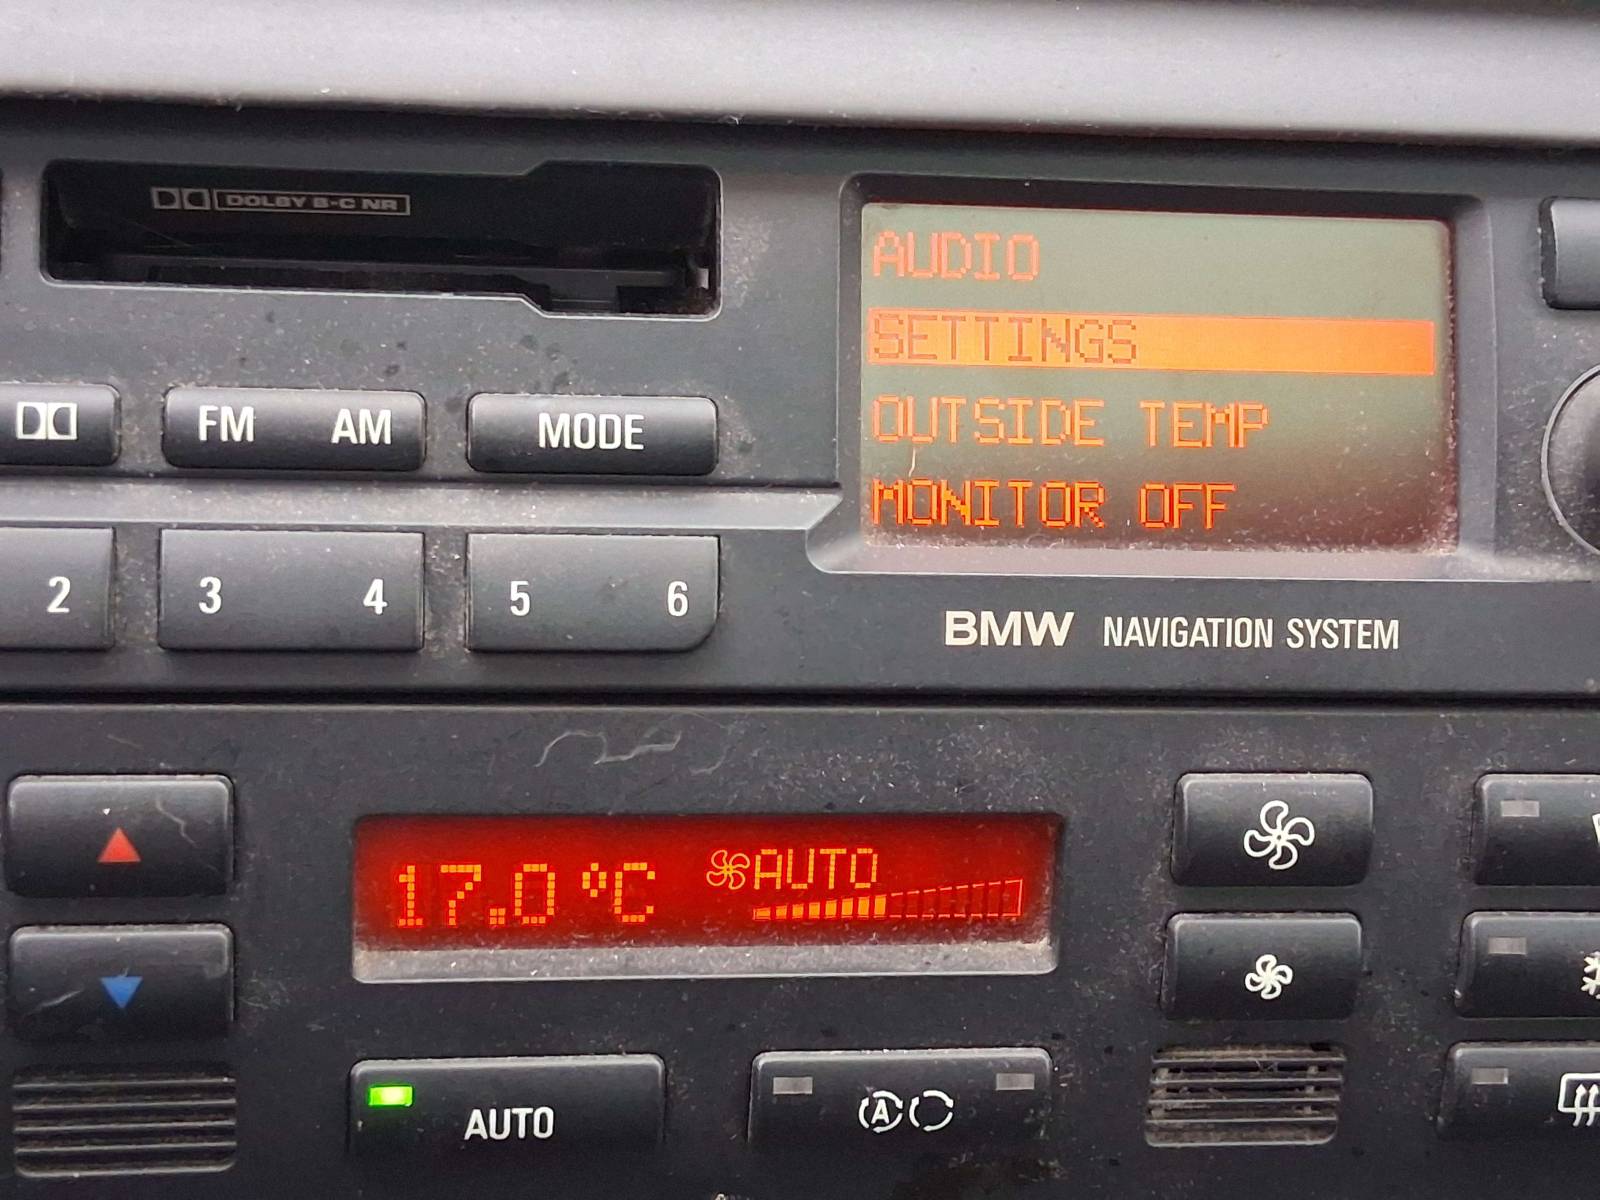 DOLBY B-C NR
AUDIO
SETTINGS
OUTSIDE TEMP
MONITOR OFF
FM AM MODE
2 3 4 5 6
BMW NAVIGATION SYSTEM
17.0 °C AUTO
AUTO
A